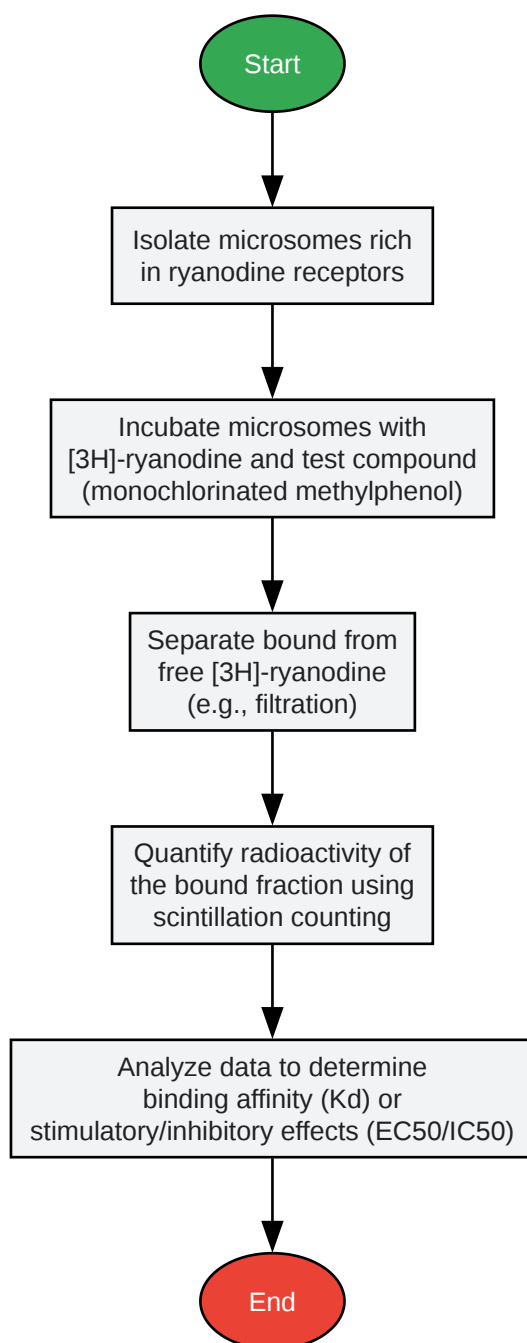 Start
Isolate microsomes rich
in ryanodine receptors
Incubate microsomes with
[3H]-ryanodine and test compound
(monochlorinated methylphenol)
Separate bound from
free [3H]-ryanodine
(e.g., filtration)
Quantify radioactivity of
the bound fraction using
scintillation counting
Analyze data to determine
binding affinity (Kd) or
stimulatory/inhibitory effects (EC50/IC50)
End